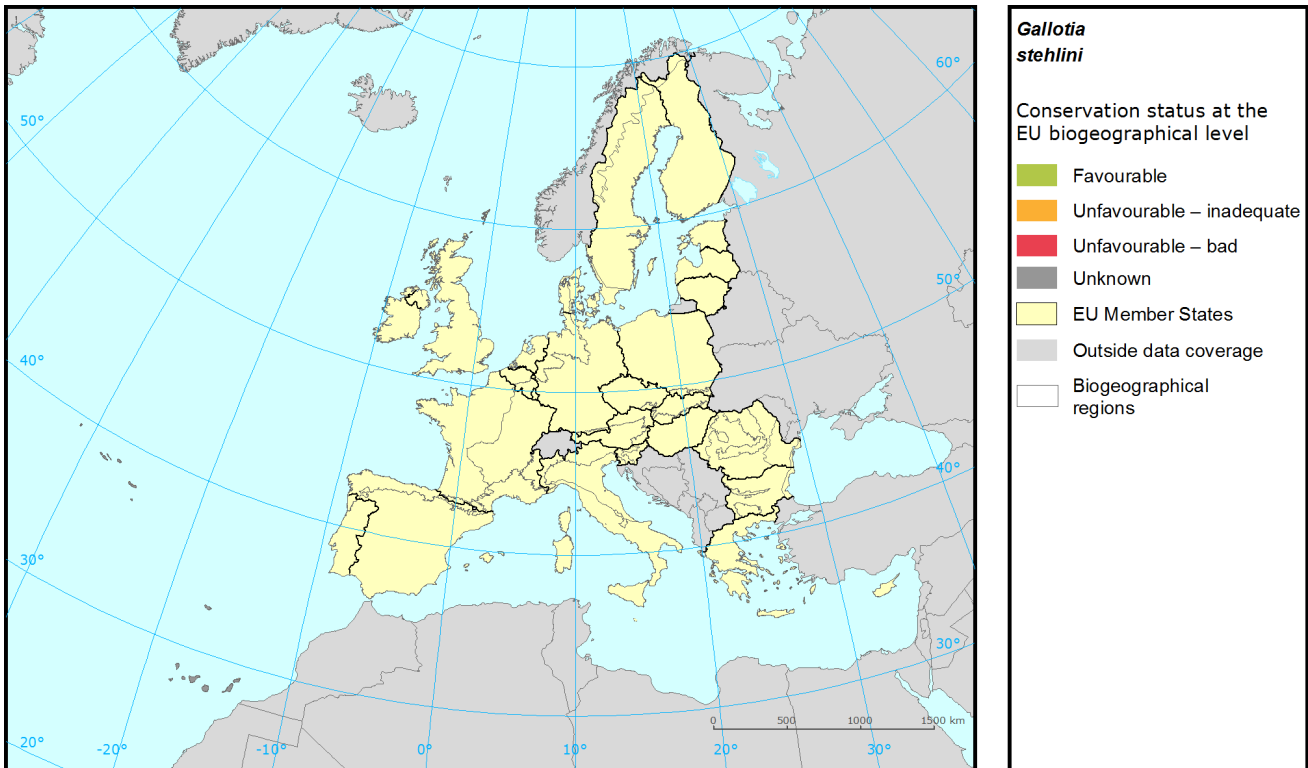 Gallotia
stehlini
Conservation status at the
EU biogeographical level
Favourable
Unfavourable – inadequate
Unfavourable – bad
Unknown
EU Member States
Outside data coverage
Biogeographical
regions
60°
50°
50°
40°
40°
30°
30°
20°
-20°
-10°
0°
10°
20°
30°
0 500 1000 1500 km